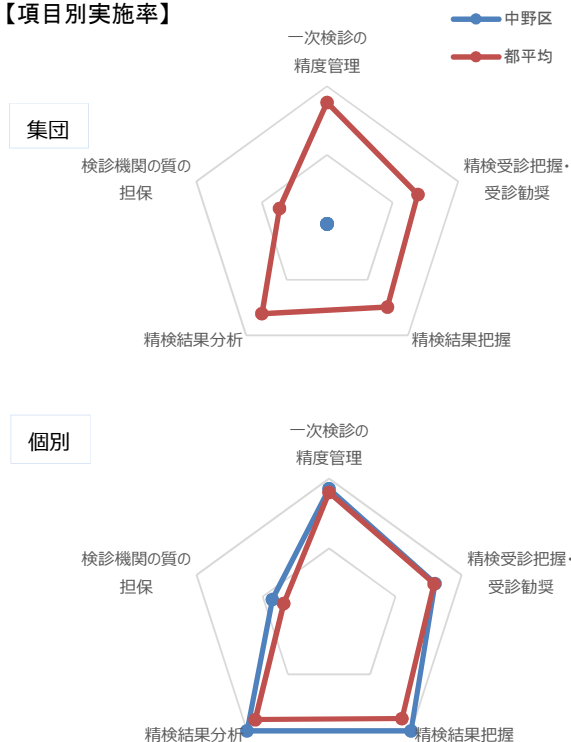 【項目別実施率】
中野区
都平均
集団
一次検診の
精度管理
精検受診把握・
受診勧奨
精検結果把握
精検結果分析
検診機関の質の
担保
個別
一次検診の
精度管理
精検受診把握・
受診勧奨
精検結果把握
精検結果分析
検診機関の質の
担保